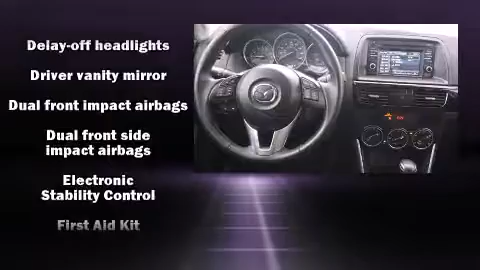 Delay-off headlights
Driver vanity mirror
Dual front impact airbags
Dual front side
impact airbags
Electronic
Stability Control
First Aid Kit